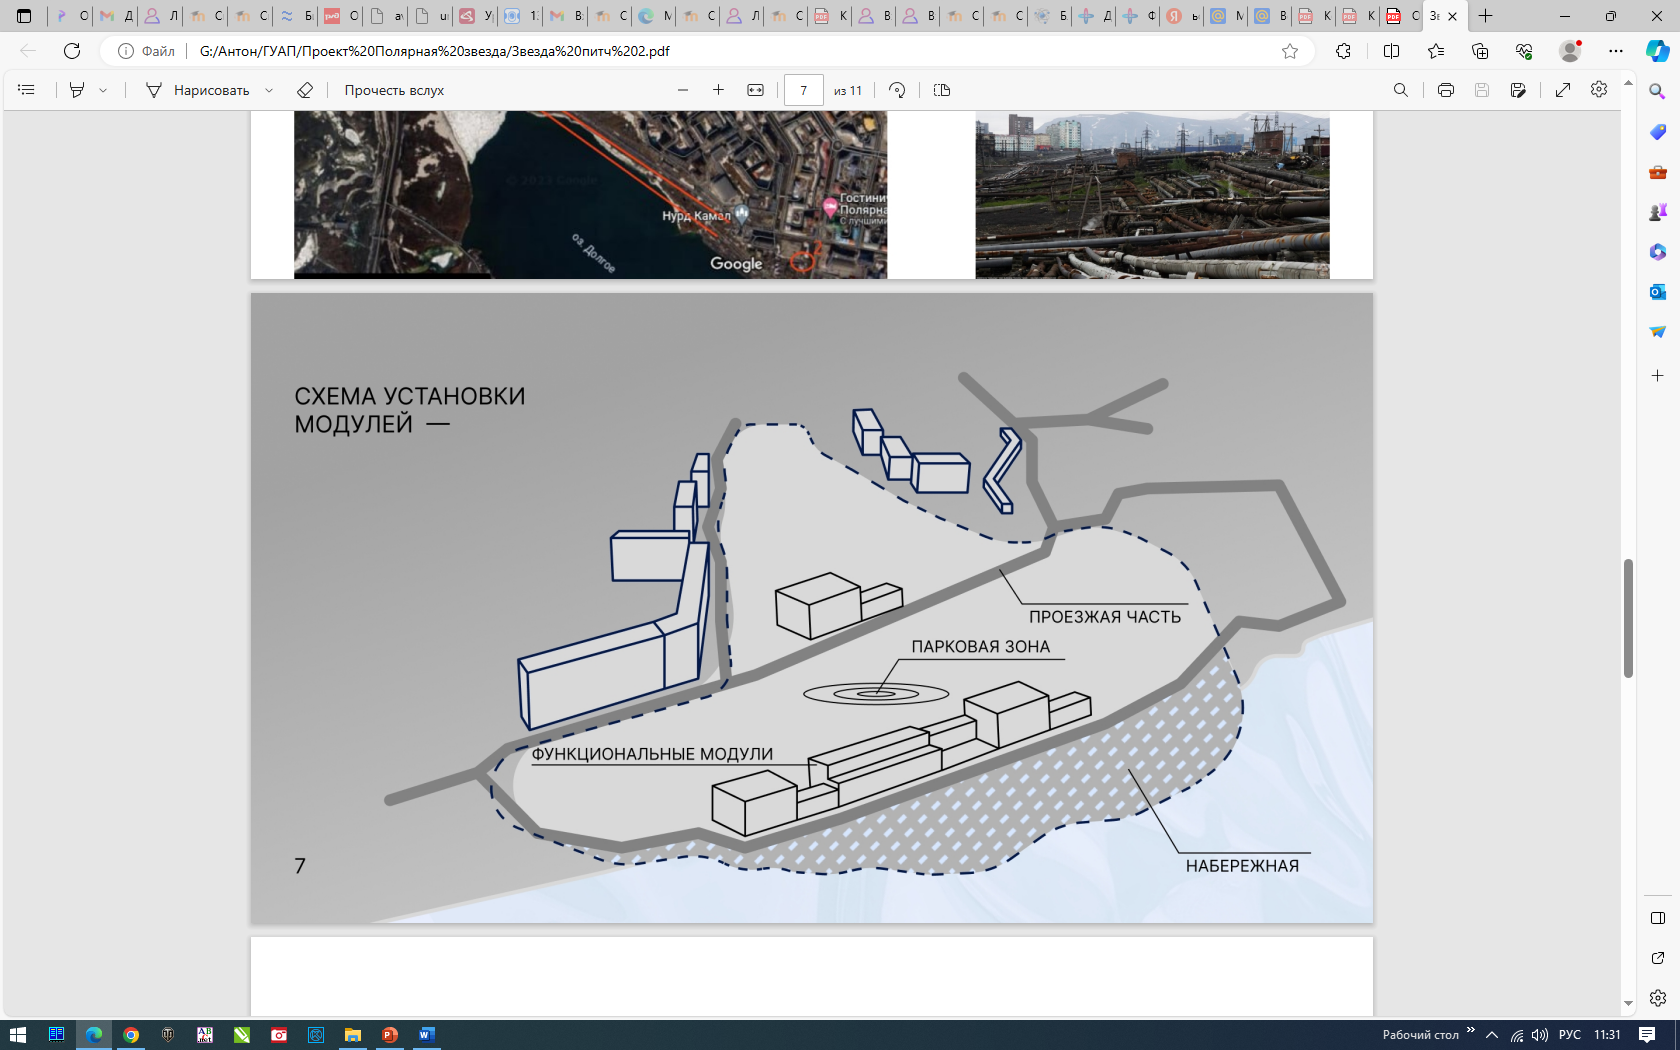 Файл
G:/Антон/ГУАП/Проект%20Полярная%20звезда/Звезда%20питч%202.pdf
Нарисовать
Прочесть вслух
7
из 11
Нурд Камал
Гостини
Полярна
С лучшими
оз. Долгое
Google
2
СХЕМА УСТАНОВКИ
МОДУЛЕЙ —
ПРОЕЗЖАЯ ЧАСТЬ
ПАРКОВАЯ ЗОНА
ФУНКЦИОНАЛЬНЫЕ МОДУЛИ
НАБЕРЕЖНАЯ
7
Рабочий стол
РУС
11:31